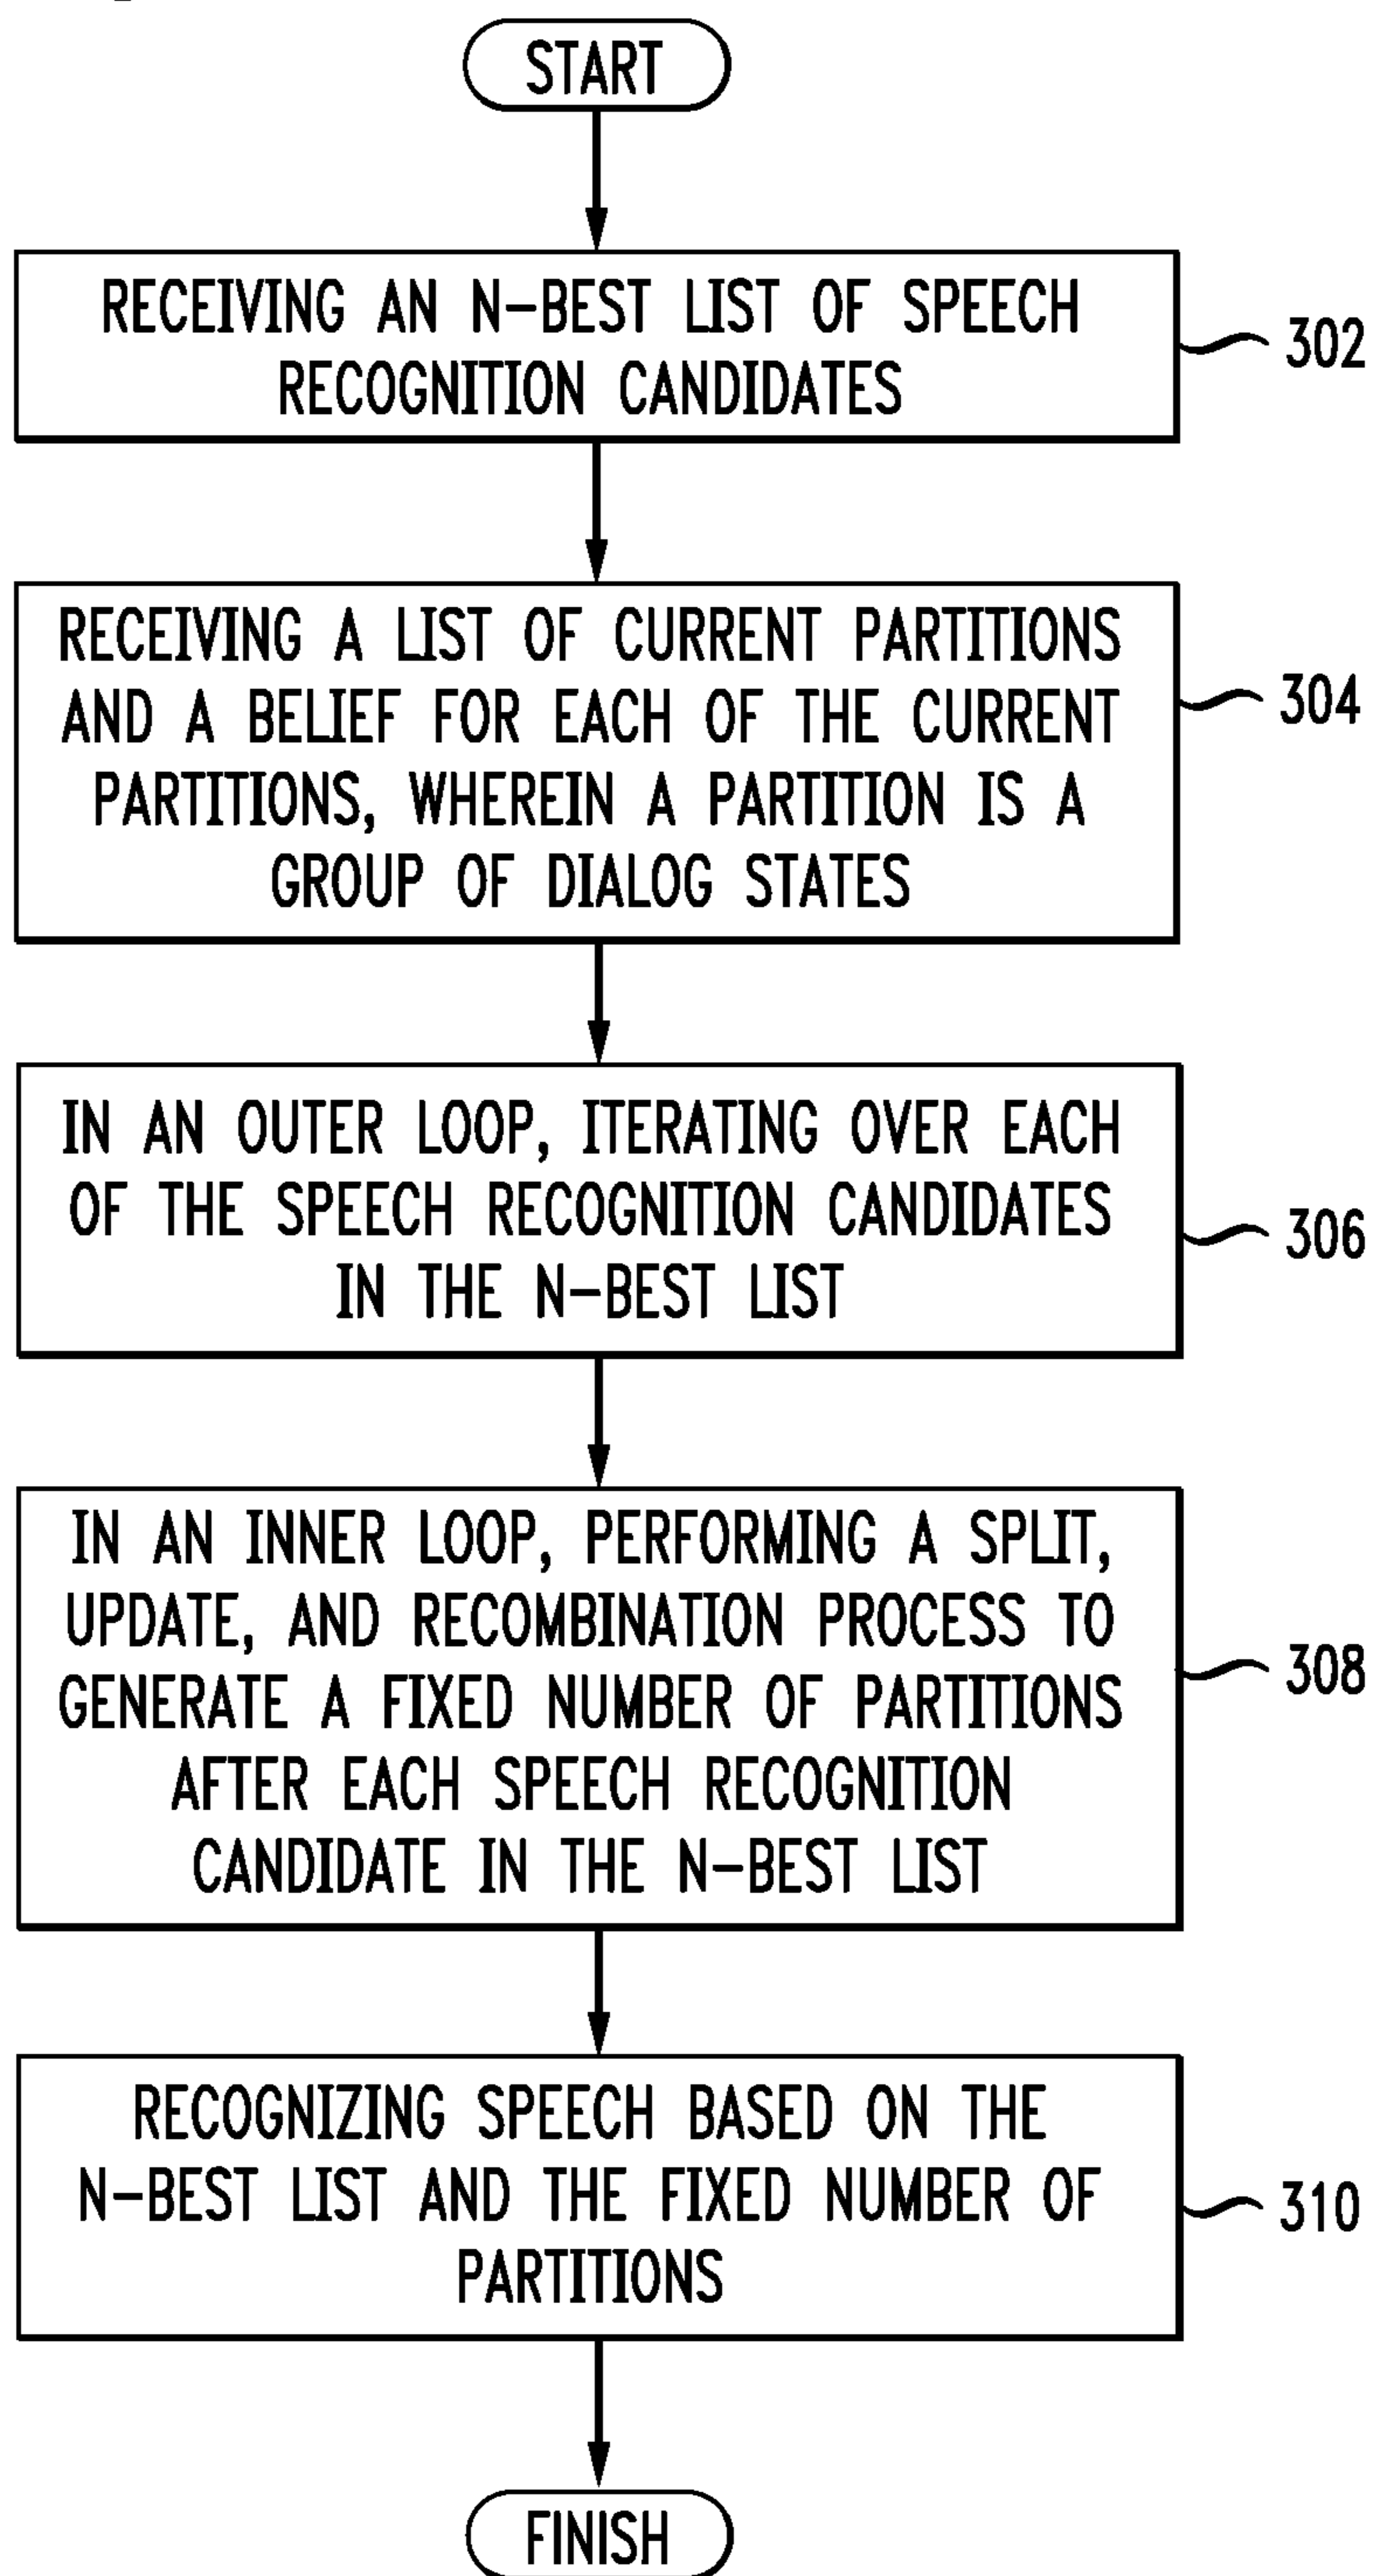 START
RECEIVING AN N-BEST LIST OF SPEECH
RECOGNITION CANDIDATES
302
RECEIVING A LIST OF CURRENT PARTITIONS
AND A BELIEF FOR EACH OF THE CURRENT
PARTITIONS, WHEREIN A PARTITION IS A
GROUP OF DIALOG STATES
304
IN AN OUTER LOOP, ITERATING OVER EACH
OF THE SPEECH RECOGNITION CANDIDATES
IN THE N-BEST LIST
306
IN AN INNER LOOP, PERFORMING A SPLIT,
UPDATE, AND RECOMBINATION PROCESS TO
GENERATE A FIXED NUMBER OF PARTITIONS
AFTER EACH SPEECH RECOGNITION
CANDIDATE IN THE N-BEST LIST
308
RECOGNIZING SPEECH BASED ON THE
N-BEST LIST AND THE FIXED NUMBER OF
PARTITIONS
310
FINISH